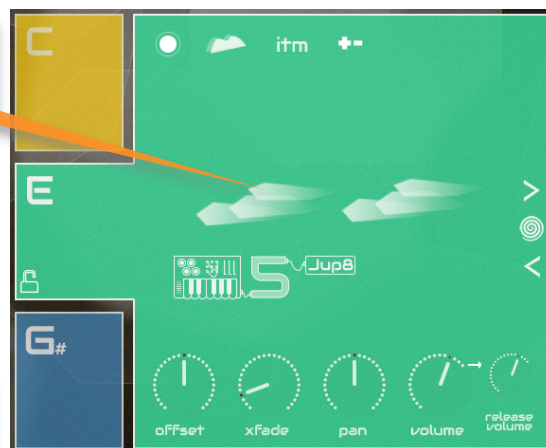 C
itm
+-
E
>
<
5 Jup8
G#
offset xfade pan volume release volume